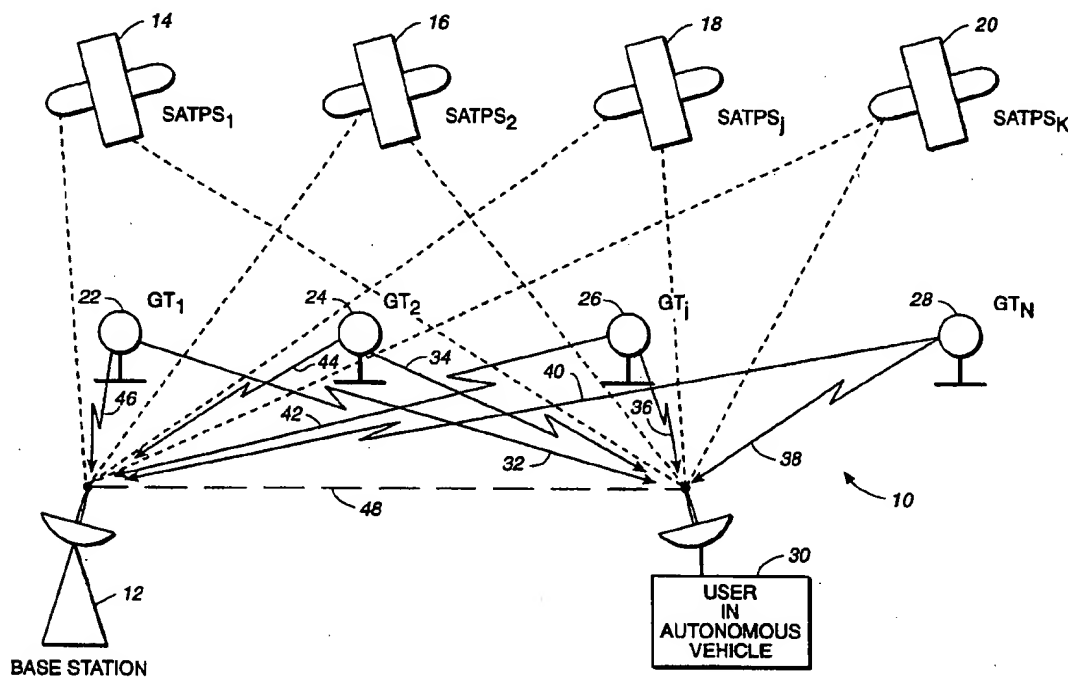 14
16
18
20
SATPS1
SATPS2
SATPSj
SATPSK
22
GT1
24
GT2
26
GTi
28
GTN
44
34
40
46
42
36
32
38
48
10
12
30
USER
IN
AUTONOMOUS
VEHICLE
BASE STATION